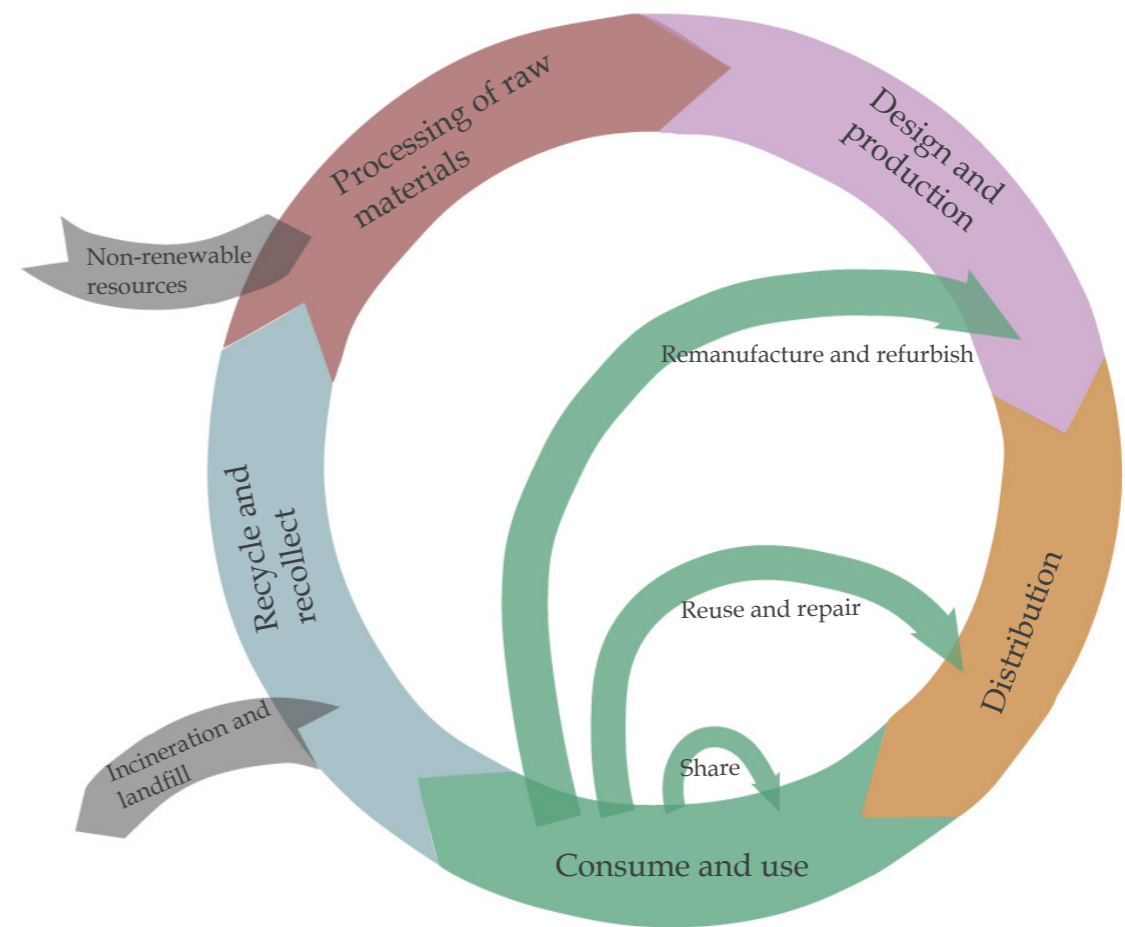 Processing of raw
materials
Design and
production
Non-renewable
resources
Remanufacture and refurbish
Recycle and
recollect
Reuse and repair
Distribution
Incineration and
landfill
Share
Consume and use